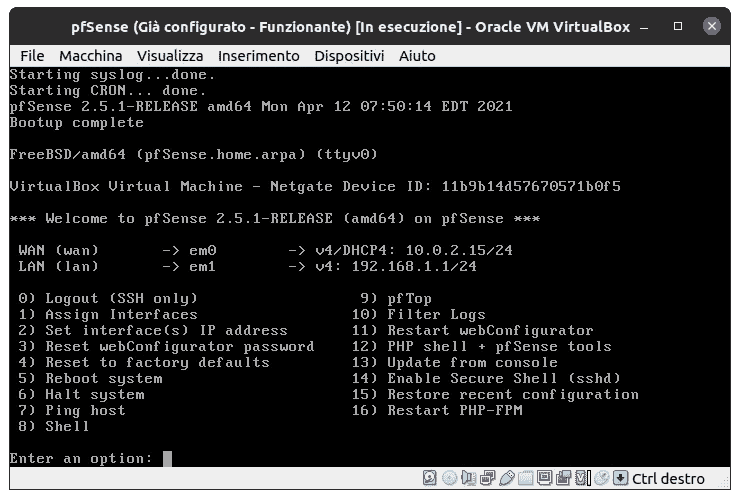 pfSense (Già configurato - Funzionante) [In esecuzione] - Oracle VM VirtualBox
File Macchina Visualizza Inserimento Dispositivi Aiuto
Starting syslog...done.
Starting CRON... done.
pfSense 2.5.1-RELEASE amd64 Mon Apr 12 07:50:14 EDT 2021
Bootup complete
FreeBSD/amd64 (pfSense.home.arpa) (ttyv0)
VirtualBox Virtual Machine - Netgate Device ID: 11b9b14d57670571b0f5
*** Welcome to pfSense 2.5.1-RELEASE (amd64) on pfSense ***
WAN (wan) -> em0 -> v4/DHCP4: 10.0.2.15/24
LAN (lan) -> em1 -> v4: 192.168.1.1/24
0) Logout (SSH only) 9) pfTop
1) Assign Interfaces 10) Filter Logs
2) Set interface(s) IP address 11) Restart webConfigurator
3) Reset webConfigurator password 12) PHP shell + pfSense tools
4) Reset to factory defaults 13) Update from console
5) Reboot system 14) Enable Secure Shell (sshd)
6) Halt system 15) Restore recent configuration
7) Ping host 16) Restart PHP-FPM
8) Shell
Enter an option:
Ctrl destro